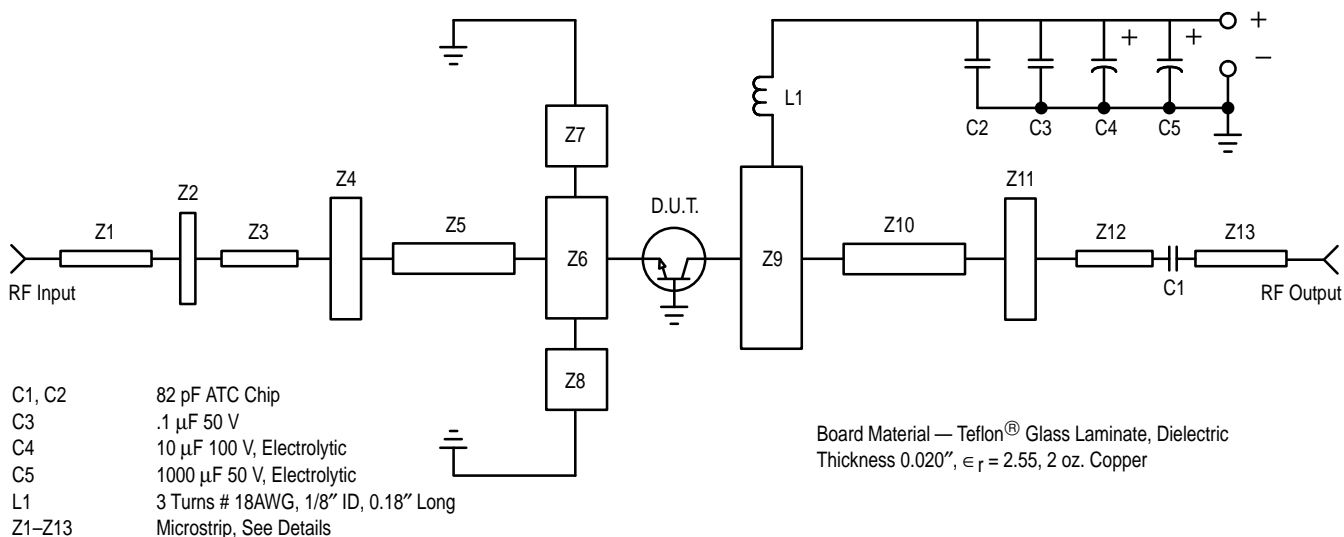 +
+
+
−
L1
C2
C3
C4
C5
Z7
Z4
Z11
Z2
D.U.T.
Z1
Z3
Z5
Z6
Z9
Z10
Z12
Z13
RF Input
C1
RF Output
Z8
C1, C2 82 pF ATC Chip
C3 .1 μF 50 V
C4 10 μF 100 V, Electrolytic
C5 1000 μF 50 V, Electrolytic
L1 3 Turns # 18AWG, 1/8″ ID, 0.18″ Long
Z1–Z13 Microstrip, See Details
Board Material — Teflon® Glass Laminate, Dielectric
Thickness 0.020″, ∈r = 2.55, 2 oz. Copper